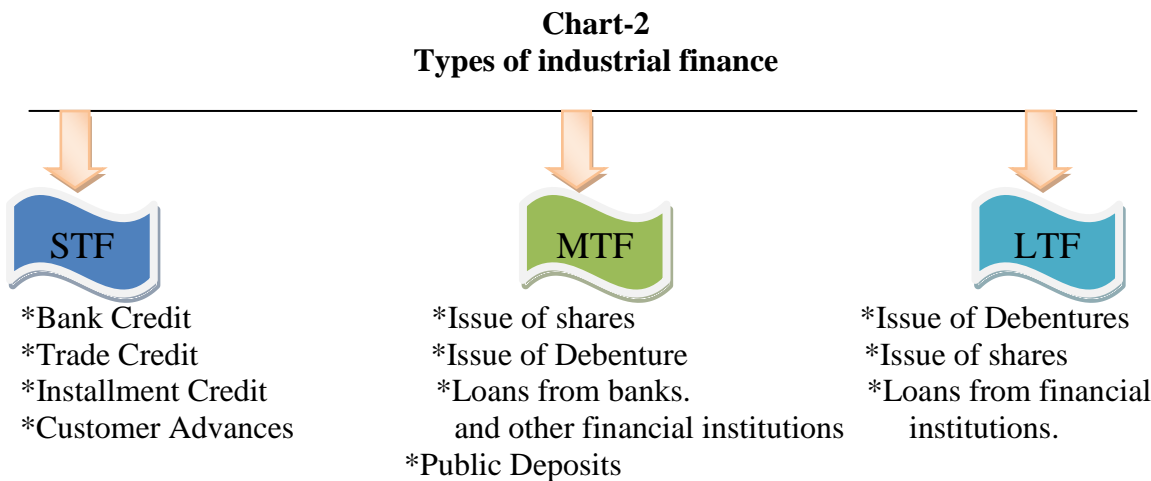 Chart-2
Types of industrial finance
STF
*Bank Credit
*Trade Credit
*Installment Credit
*Customer Advances
MTF
*Issue of shares
*Issue of Debenture
*Loans from banks.
and other financial institutions
*Public Deposits
LTF
*Issue of Debentures
*Issue of shares
*Loans from financial
institutions.